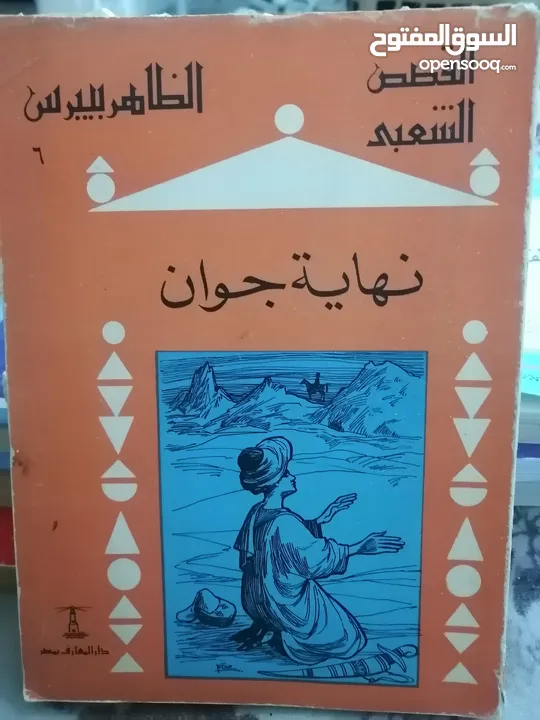 السوق المفتوح
opensooq.com
القصص
الشعبى
الظاهر بيبرس
٦
نهاية جوان
دار المعارف بمصر